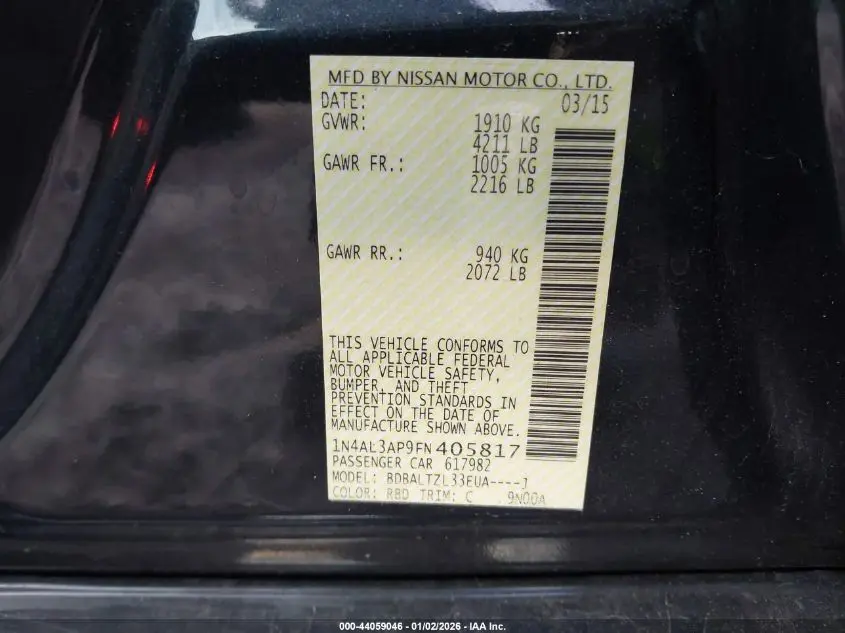 MFD BY NISSAN MOTOR CO., LTD.
DATE: 03/15
GVWR: 1910 KG
4211 LB
GAWR FR.: 1005 KG
2216 LB
GAWR RR.: 940 KG
2072 LB
THIS VEHICLE CONFORMS TO
ALL APPLICABLE FEDERAL
MOTOR VEHICLE SAFETY,
BUMPER, AND THEFT
PREVENTION STANDARDS IN
EFFECT ON THE DATE OF
MANUFACTURE SHOWN ABOVE.
1N4AL3AP9FN405817
PASSENGER CAR 617982
MODEL: BDBALTZL33EUA----J
COLOR: RBD TRIM: C 9N00A
000-44059046 - 01/02/2026 - IAA Inc.